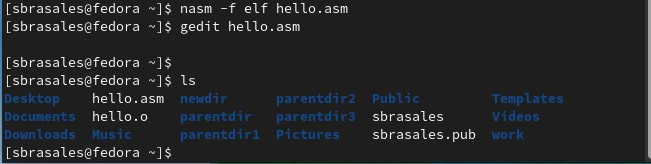 [sbrasales@fedora ~]$ nasm -f elf hello.asm
[sbrasales@fedora ~]$ gedit hello.asm
[sbrasales@fedora ~]$
[sbrasales@fedora ~]$ ls
Desktop hello.asm newdir parentdir2 Public Templates
Documents hello.o parentdir parentdir3 sbrasales Videos
Downloads Music parentdir1 Pictures sbrasales.pub work
[sbrasales@fedora ~]$